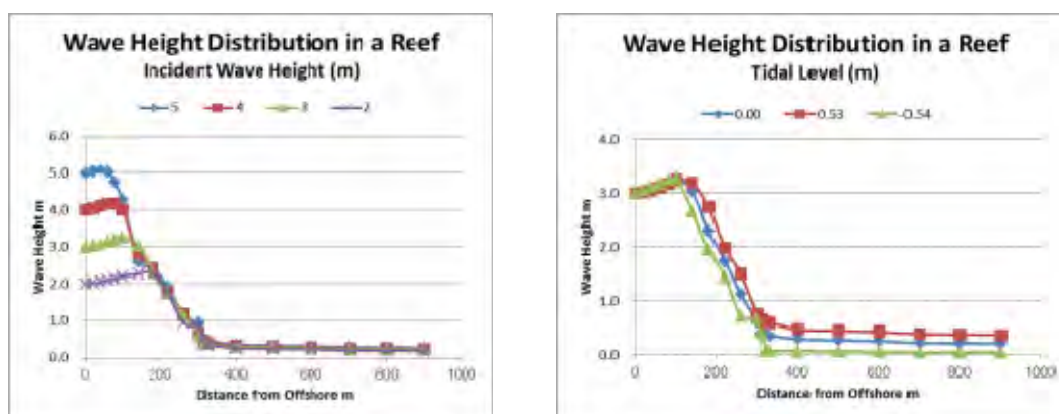 Wave Height Distribution in a Reef
Incident Wave Height (m)
5 4 3 2
6.0
5.0
4.0
3.0
2.0
1.0
0.0
Wave Height m
0 200 400 600 800 1000
Distance from Offshore m
Wave Height Distribution in a Reef
Tidal Level (m)
0.00 0.53 -0.54
4.0
3.0
2.0
1.0
0.0
Wave Height m
0 200 400 600 800 1000
Distance from Offshore m